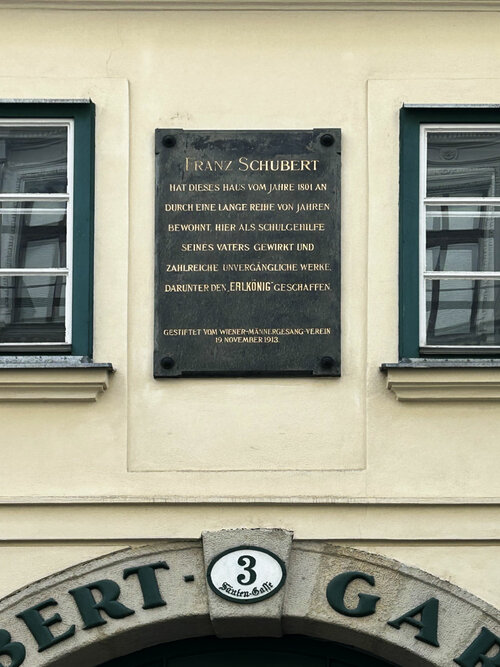 FRANZ SCHUBERT
HAT DIESES HAUS VOM JAHRE 1801 AN
DURCH EINE LANGE REIHE VON JAHREN
BEWOHNT, HIER ALS SCHULGEHILFE
SEINES VATERS GEWIRKT UND
ZAHLREICHE UNVERGÄNGLICHE WERKE,
DARUNTER DEN „ERLKÖNIG" GESCHAFFEN.
GESTIFTET VOM WIENER-MÄNNERGESANG-VEREIN
19. NOVEMBER 1913.
3
Säulen-Gasse
BERT-GA